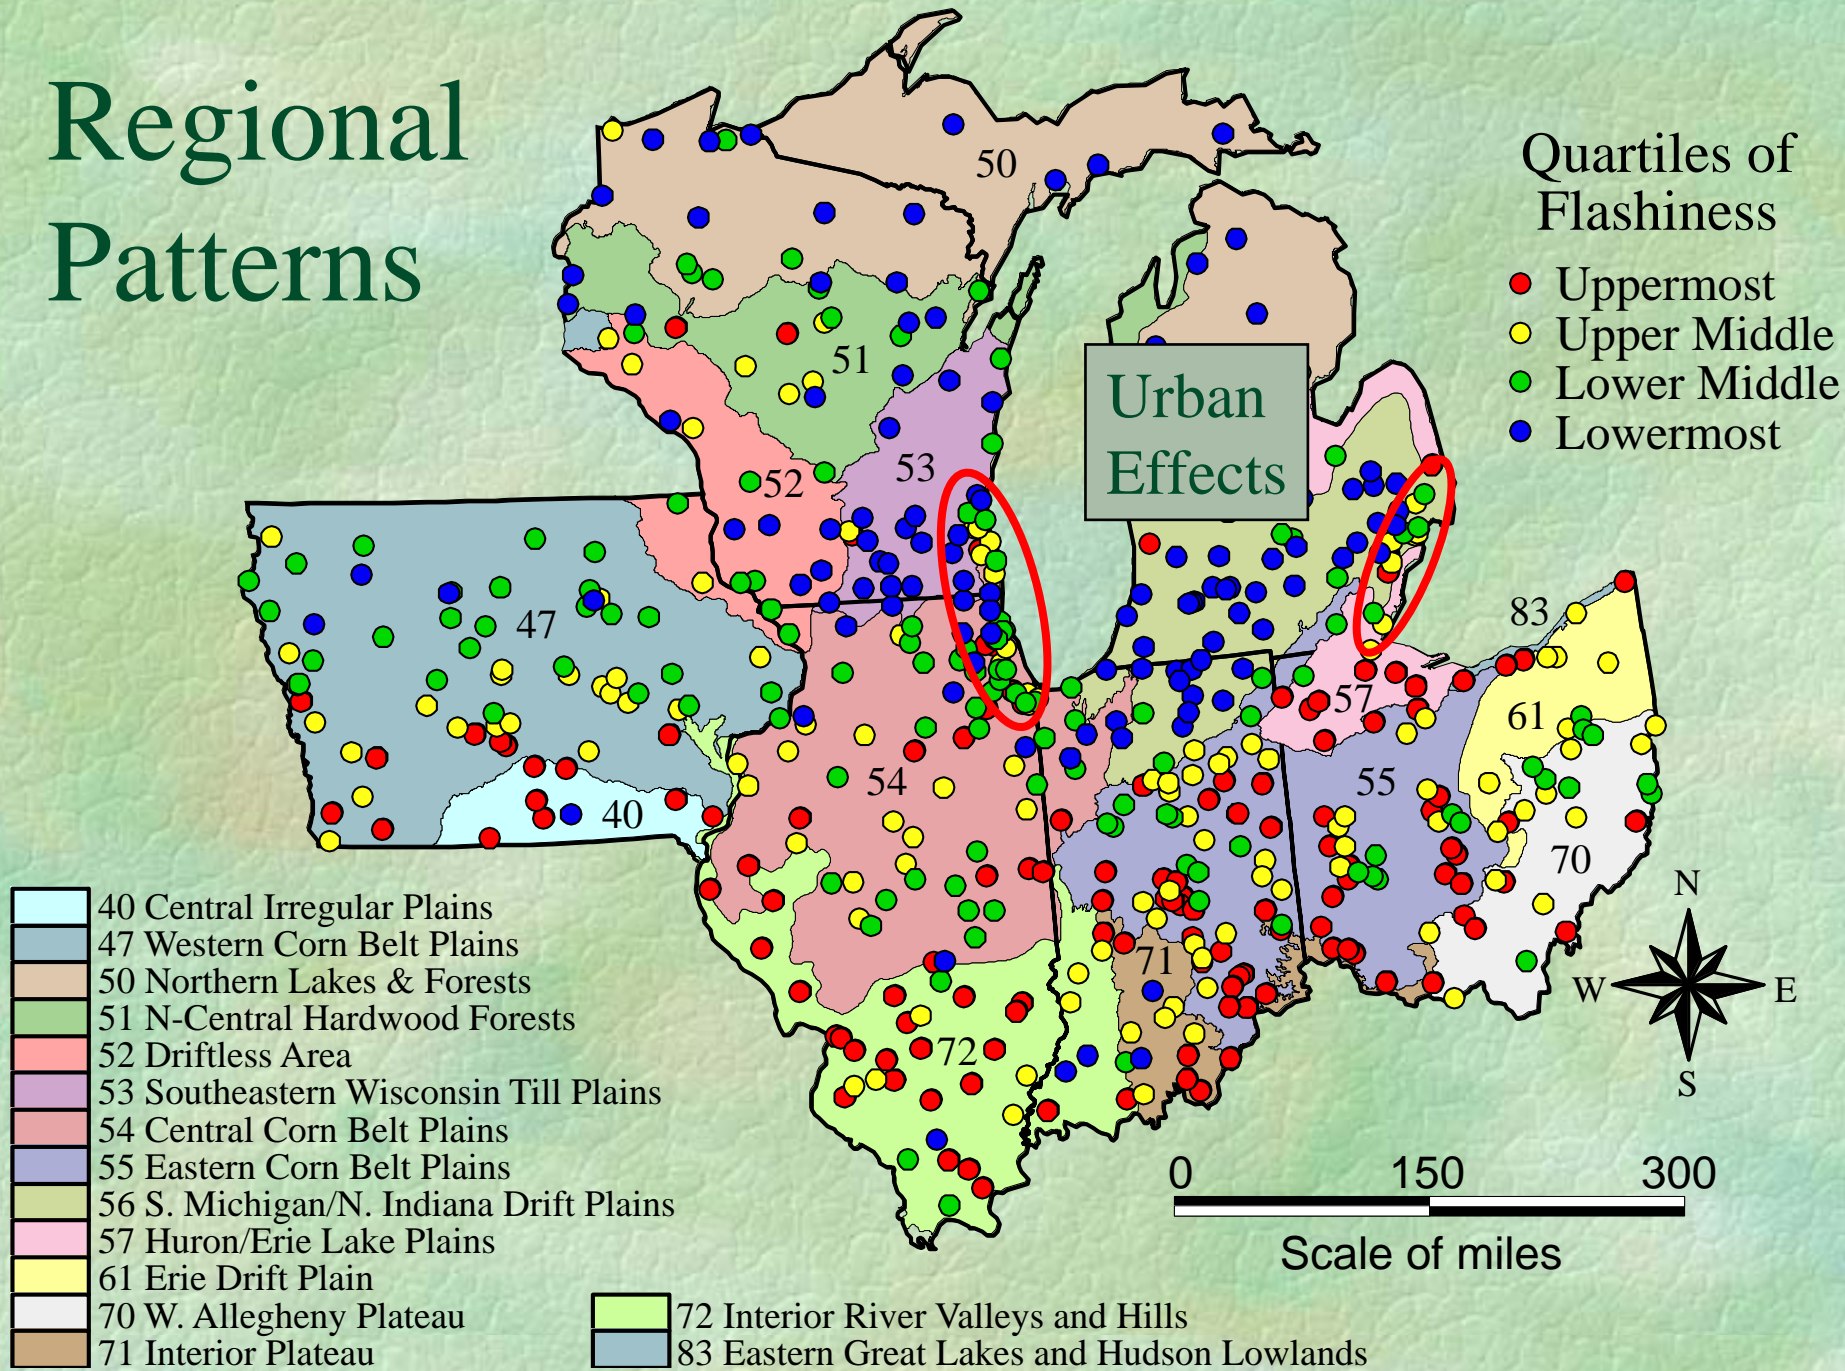 Regional
Patterns
Quartiles of
Flashiness
Uppermost
Upper Middle
Lower Middle
Lowermost
Urban
Effects
50
51
52
53
47
40
54
57
83
61
55
70
71
72
N
W
E
S
0 150 300
Scale of miles
40 Central Irregular Plains
47 Western Corn Belt Plains
50 Northern Lakes & Forests
51 N-Central Hardwood Forests
52 Driftless Area
53 Southeastern Wisconsin Till Plains
54 Central Corn Belt Plains
55 Eastern Corn Belt Plains
56 S. Michigan/N. Indiana Drift Plains
57 Huron/Erie Lake Plains
61 Erie Drift Plain
70 W. Allegheny Plateau
71 Interior Plateau
72 Interior River Valleys and Hills
83 Eastern Great Lakes and Hudson Lowlands